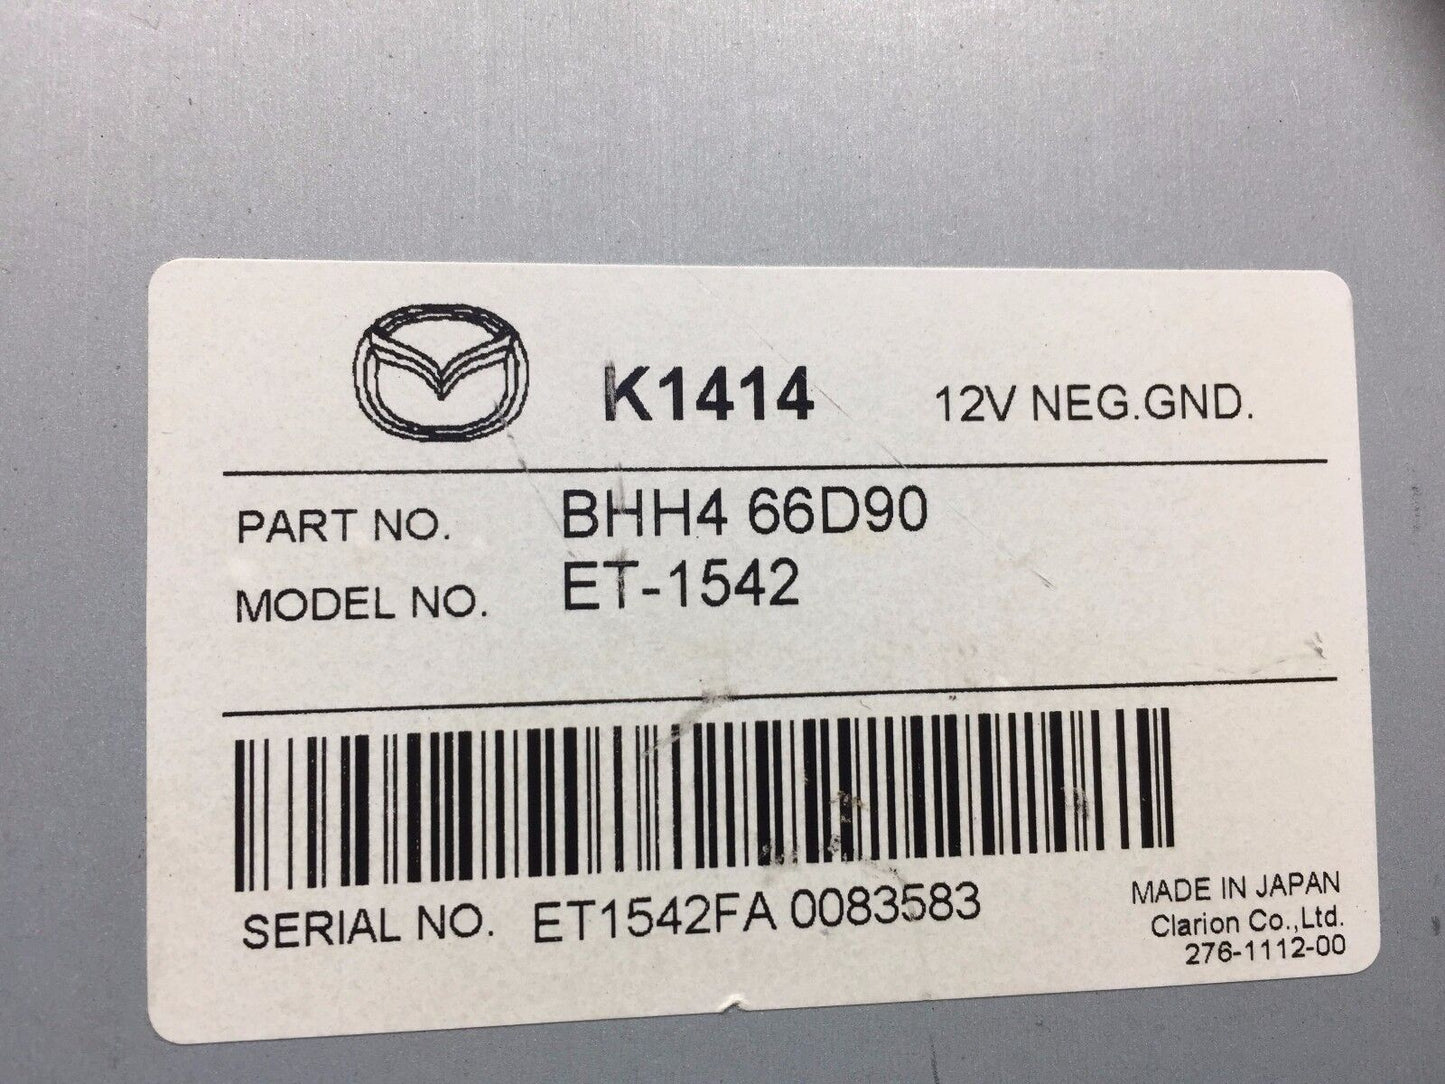 K1414 12V NEG.GND.
PART NO. BHH4 66D90
MODEL NO. ET-1542
SERIAL NO. ET1542FA 0083583
MADE IN JAPAN
Clarion Co.,Ltd.
276-1112-00